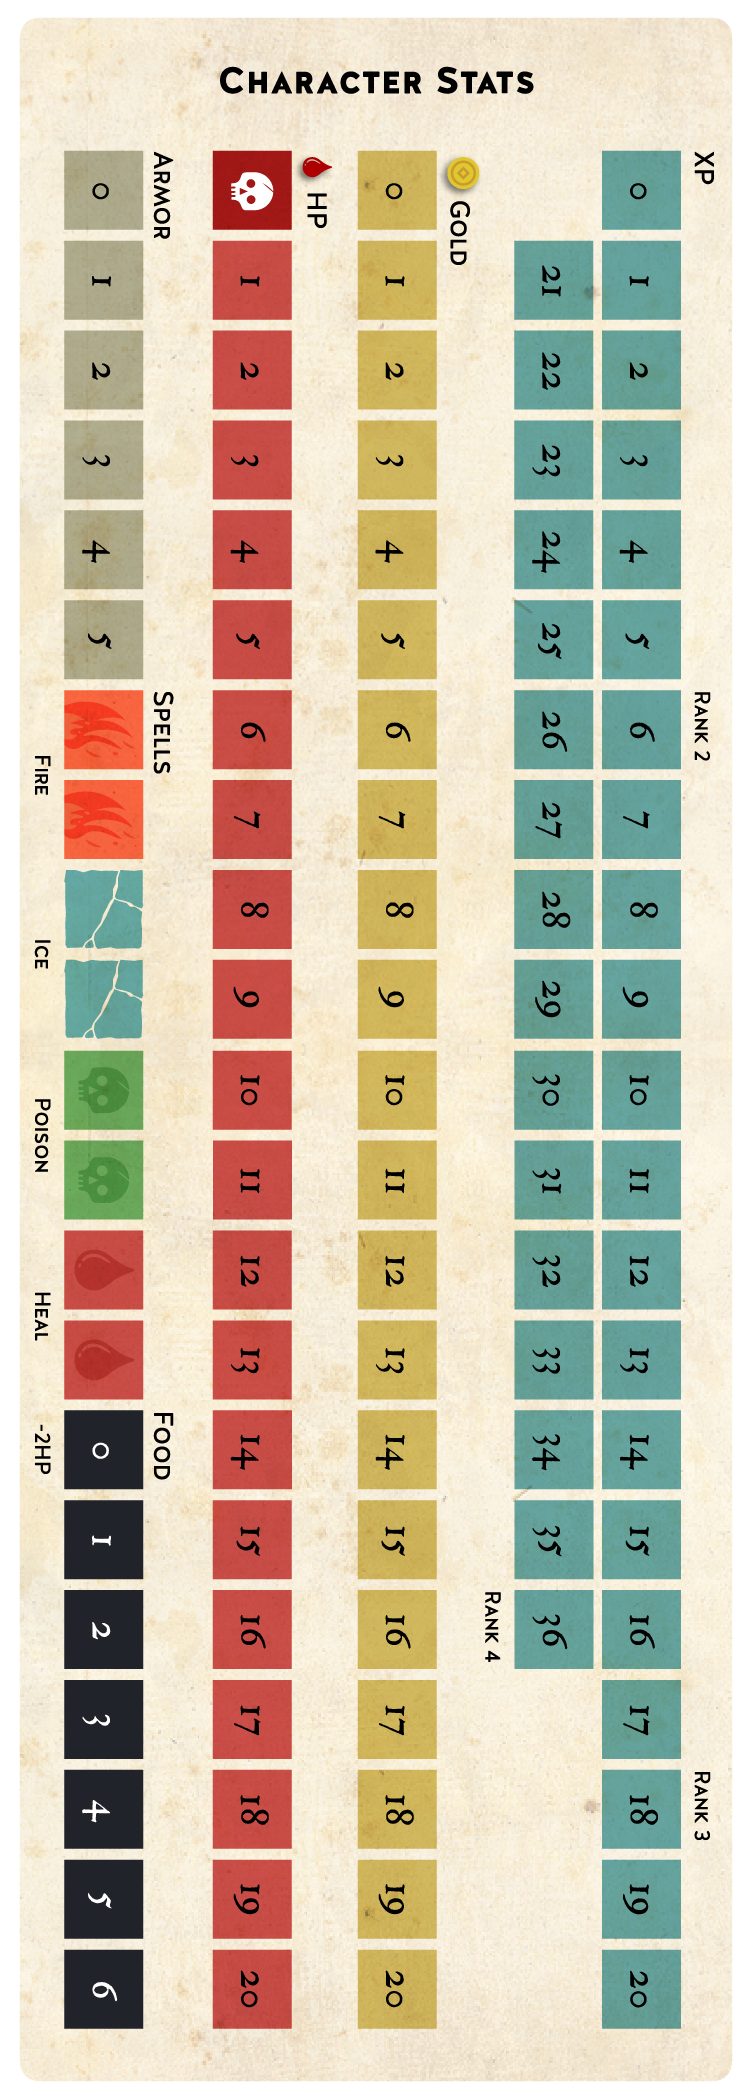 Character Stats
XP
0 1 2 3 4 5 6 7 8 9 10 11 12 13 14 15 16 17 18 19 20
Rank 2
Rank 3
21 22 23 24 25 26 27 28 29 30 31 32 33 34 35 36
Rank 4
Gold
0 1 2 3 4 5 6 7 8 9 10 11 12 13 14 15 16 17 18 19 20
HP
1 2 3 4 5 6 7 8 9 10 11 12 13 14 15 16 17 18 19 20
Armor
0 1 2 3 4 5
Spells
Fire
Ice
Poison
Heal
Food
0 1 2 3 4 5 6
-2HP